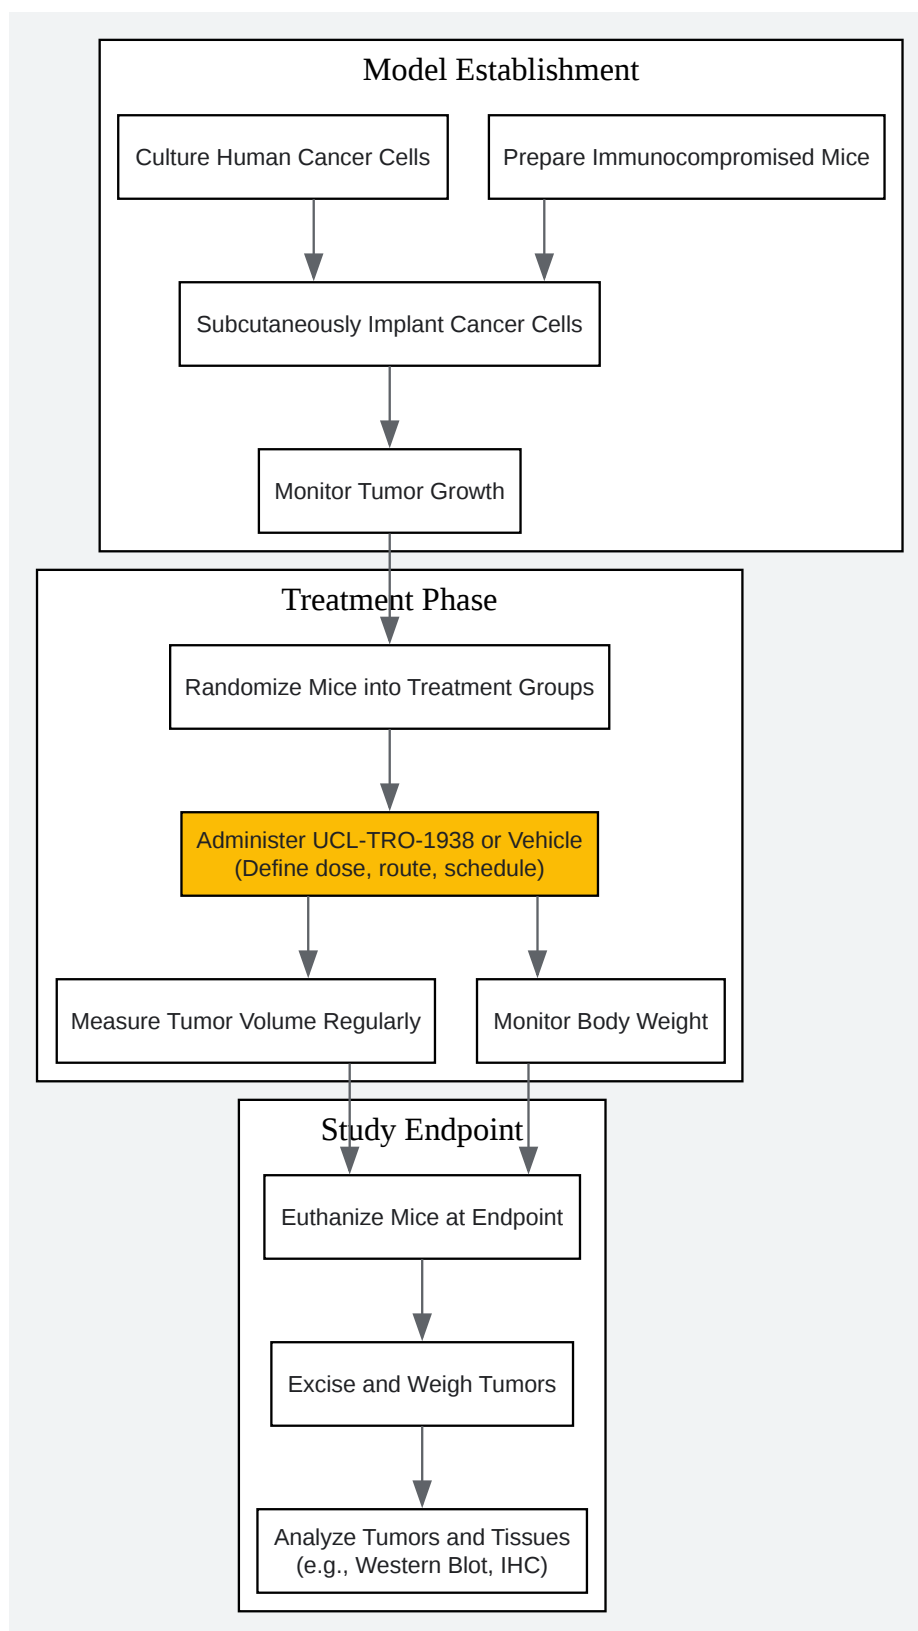 Model Establishment
Culture Human Cancer Cells
Prepare Immunocompromised Mice
Subcutaneously Implant Cancer Cells
Monitor Tumor Growth
Treatment Phase
Randomize Mice into Treatment Groups
Administer UCL-TRO-1938 or Vehicle
(Define dose, route, schedule)
Measure Tumor Volume Regularly
Monitor Body Weight
Study Endpoint
Euthanize Mice at Endpoint
Excise and Weigh Tumors
Analyze Tumors and Tissues
(e.g., Western Blot, IHC)